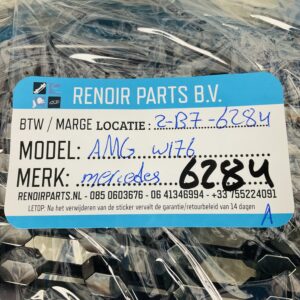 RENOIR PARTS B.V.
BTW / MARGE LOCATIE : 2-B7-6284
MODEL: AMG W176
MERK: mercedes 6284
RENOIRPARTS.NL - 085 0603676 - 06 41346994 - +33 755224091
LETOP: Na het verwijderen van de sticker vervalt de garantie/retourbeleid van 14 dagen
A